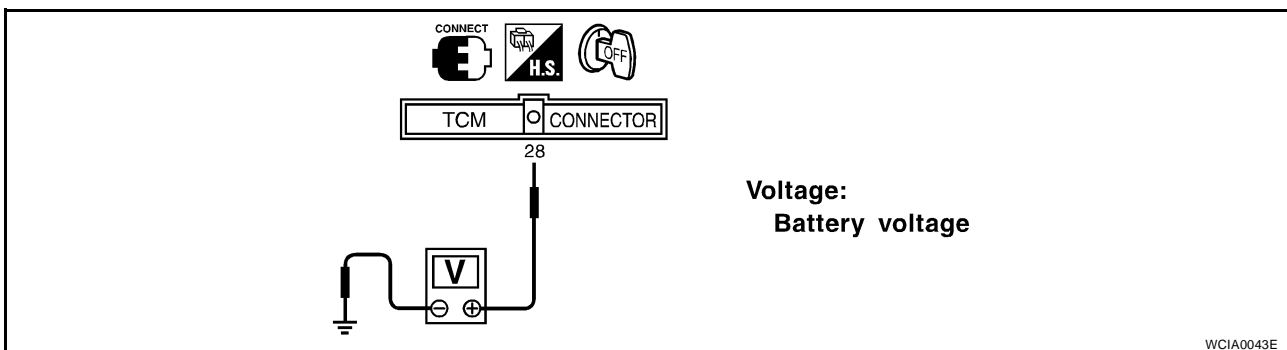 CONNECT
H.S.
OFF
TCM CONNECTOR
28
Voltage:
Battery voltage
V
− +
WCIA0043E